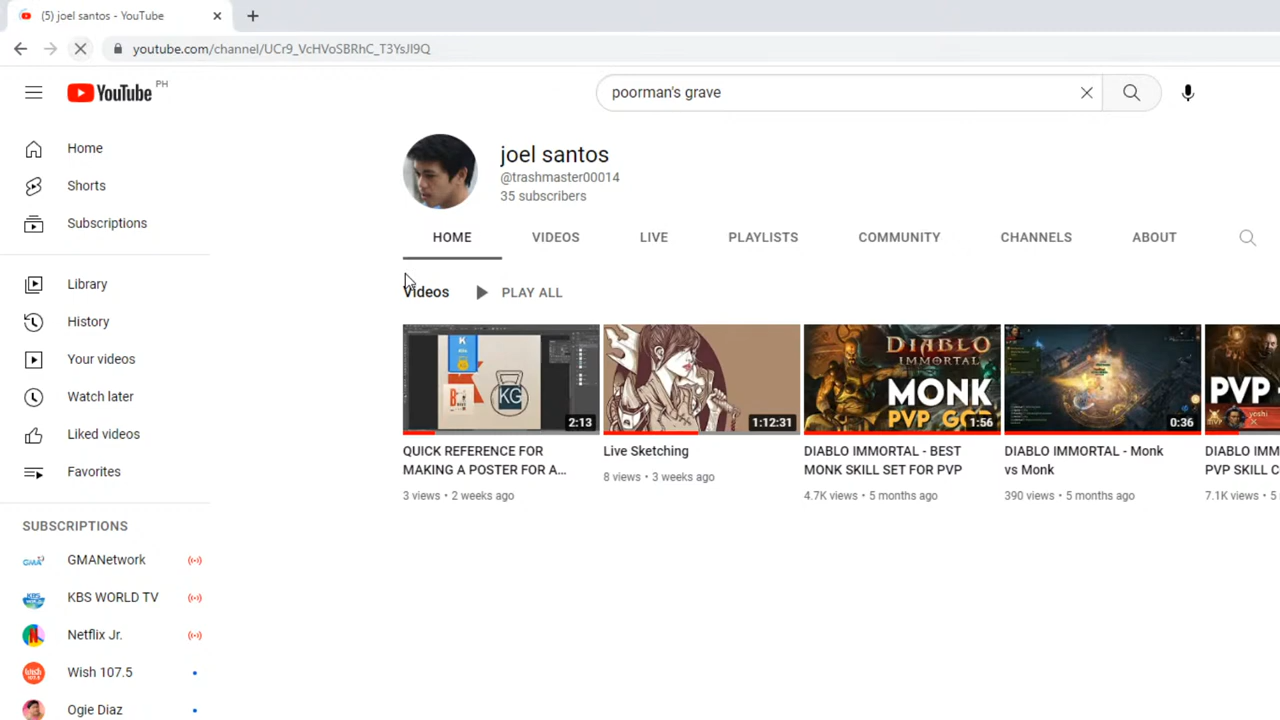 (5) joel santos - YouTube
youtube.com/channel/UCr9_VcHVoSBRhC_T3YsJI9Q
YouTube PH
poorman's grave
Home
Shorts
Subscriptions
Library
History
Your videos
Watch later
Liked videos
Favorites
SUBSCRIPTIONS
GMANetwork
KBS WORLD TV
Netflix Jr.
Wish 107.5
Ogie Diaz
joel santos
@trashmaster00014
35 subscribers
HOME VIDEOS LIVE PLAYLISTS COMMUNITY CHANNELS ABOUT
Videos PLAY ALL
K
KG
2:13
QUICK REFERENCE FOR
MAKING A POSTER FOR A...
3 views • 2 weeks ago
1:12:31
Live Sketching
8 views • 3 weeks ago
DIABLO
IMMORTAL
MONK
PVP GOD
1:56
DIABLO IMMORTAL - BEST
MONK SKILL SET FOR PVP
4.7K views • 5 months ago
0:36
DIABLO IMMORTAL - Monk
vs Monk
390 views • 5 months ago
PVP
yoshi
DIABLO IMM
PVP SKILL C
7.1K views • 5